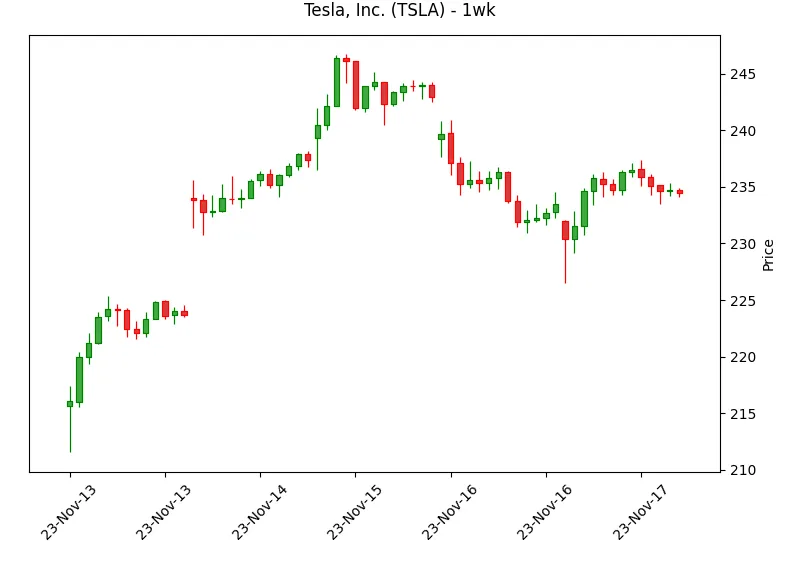 Tesla, Inc. (TSLA) - 1wk
245
240
235
230
225
220
215
210
Price
23-Nov-13
23-Nov-13
23-Nov-14
23-Nov-15
23-Nov-16
23-Nov-16
23-Nov-17